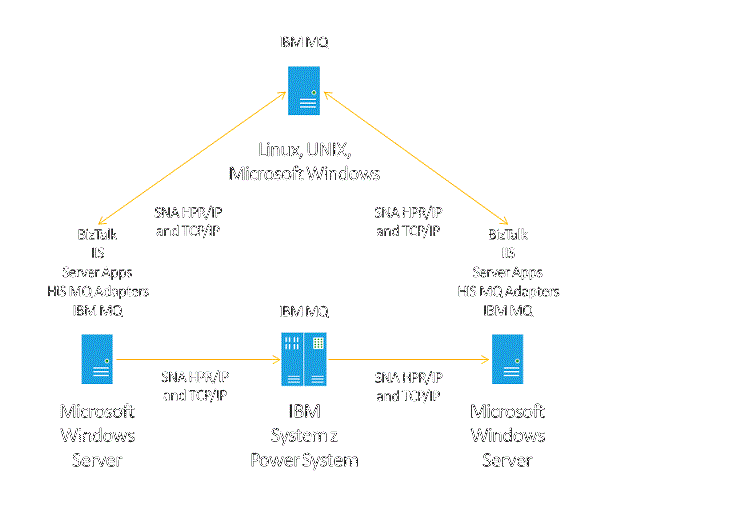 IBM MQ
Linux, UNIX,
Microsoft Windows
SNA HPR/IP
and TCP/IP
SNA HPR/IP
and TCP/IP
BizTalk
IIS
Server Apps
HIS MQ Adapters
IBM MQ
BizTalk
IIS
Server Apps
HIS MQ Adapters
IBM MQ
IBM MQ
SNA HPR/IP
and TCP/IP
SNA HPR/IP
and TCP/IP
Microsoft
Windows
Server
IBM
System z
Power System
Microsoft
Windows
Server